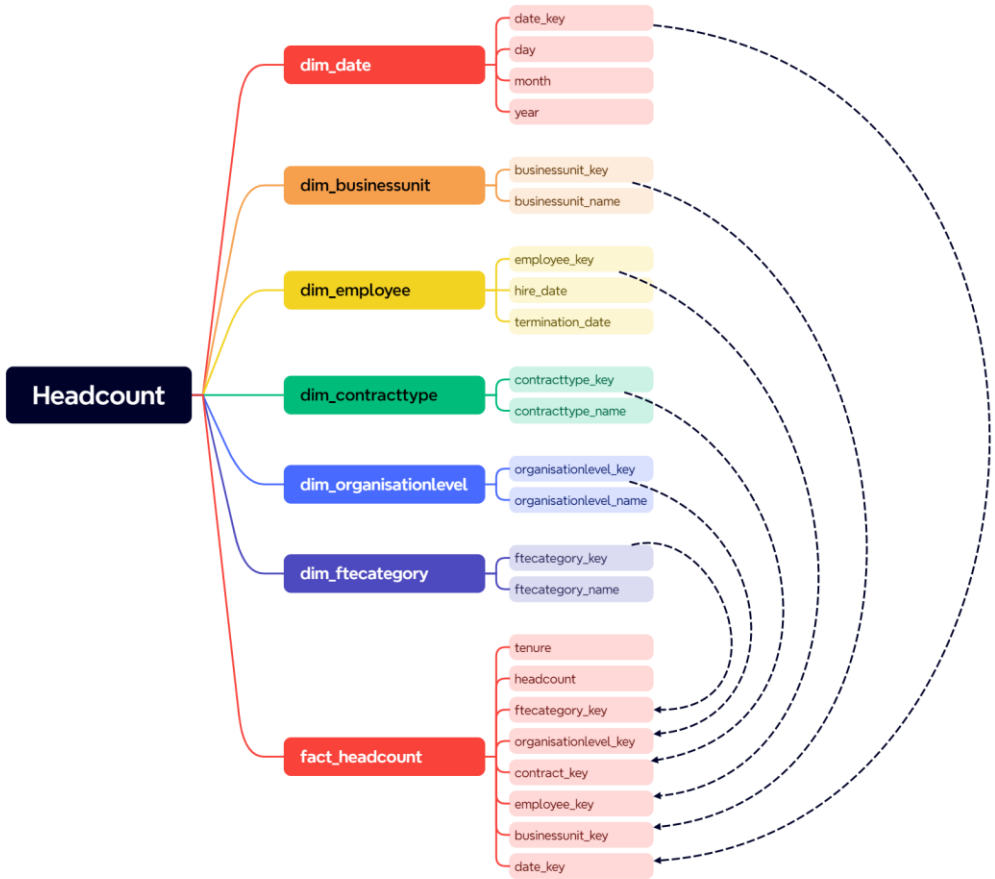 Headcount
dim_date
date_key
day
month
year
dim_businessunit
businessunit_key
businessunit_name
dim_employee
employee_key
hire_date
termination_date
dim_contracttype
contracttype_key
contracttype_name
dim_organisationlevel
organisationlevel_key
organisationlevel_name
dim_ftecategory
ftecategory_key
ftecategory_name
fact_headcount
tenure
headcount
ftecategory_key
organisationlevel_key
contract_key
employee_key
businessunit_key
date_key